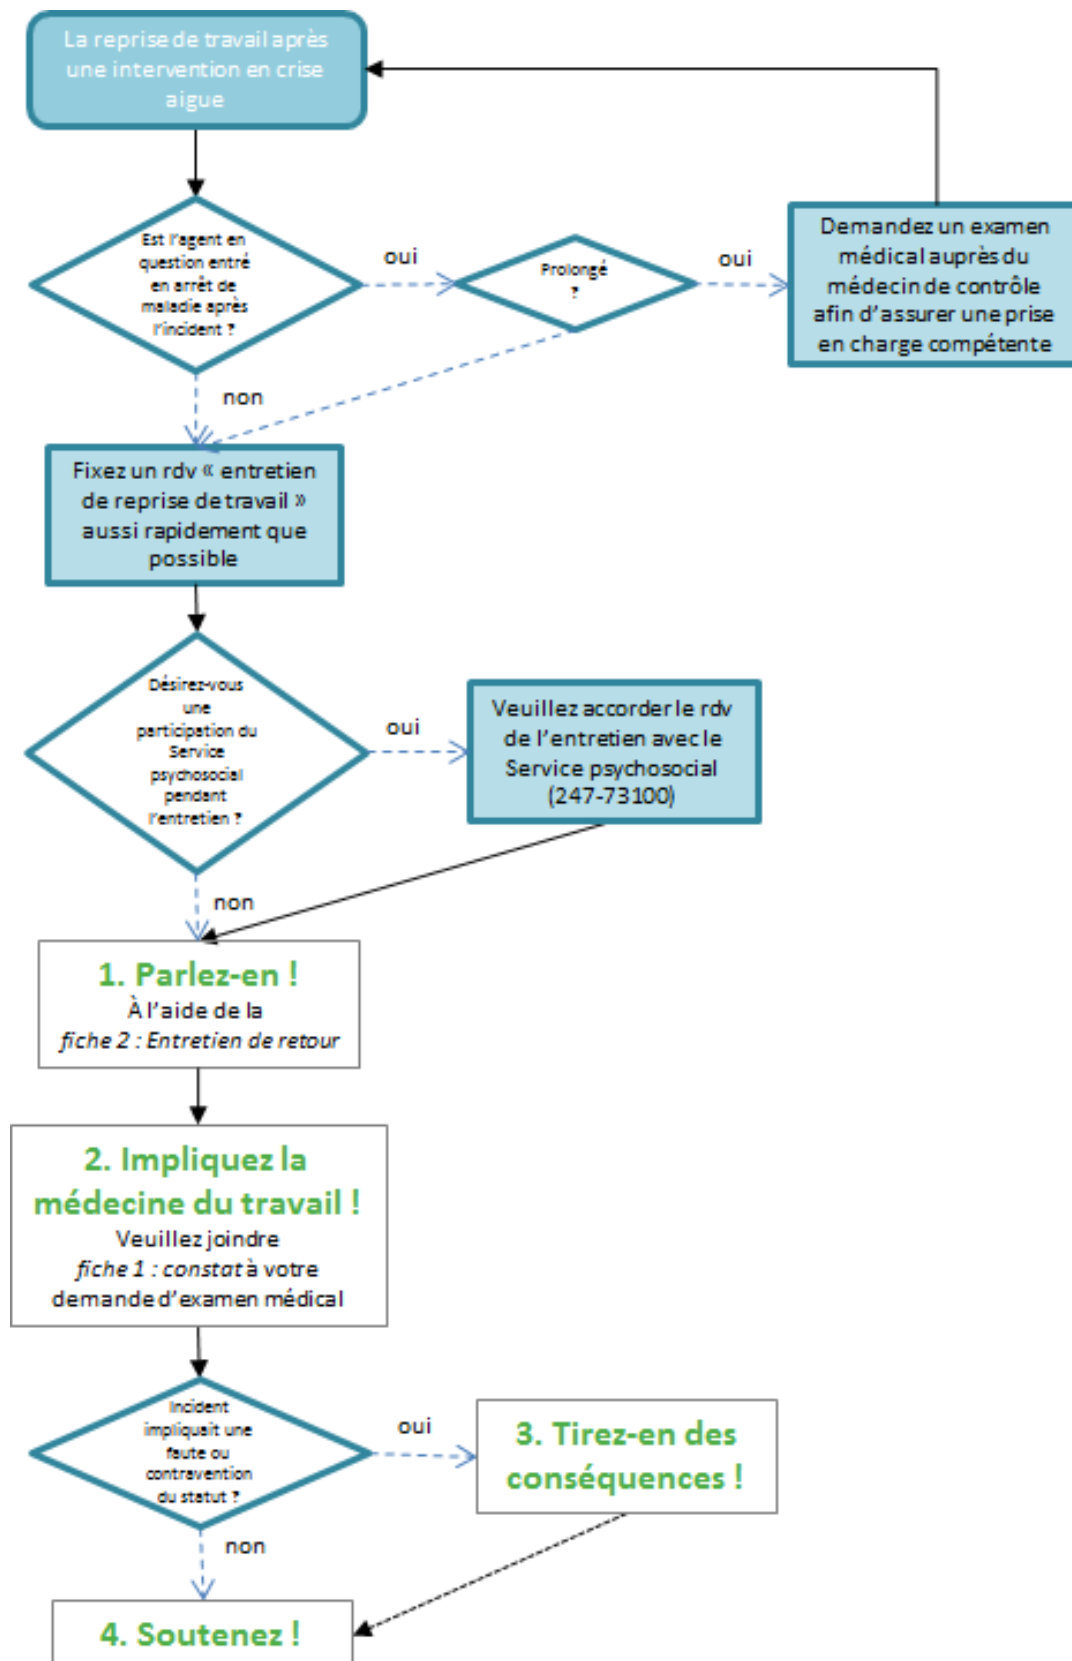 La reprise de travail après
une intervention en crise
aigue
Est l'agent en
question entré
en arrêt de
maladie après
l'incident ?
oui
Prolongé
?
oui
Demandez un examen
médical auprès du
médecin de contrôle
afin d'assurer une prise
en charge compétente
non
Fixez un rdv « entretien
de reprise de travail »
aussi rapidement que
possible
Désirez-vous
une
participation du
Service
psychosocial
pendant
l'entretien ?
oui
Veuillez accorder le rdv
de l'entretien avec le
Service psychosocial
(247-73100)
non
1. Parlez-en !
À l'aide de la
fiche 2 : Entretien de retour
2. Impliquez la
médecine du travail !
Veuillez joindre
fiche 1 : constat à votre
demande d'examen médical
Incident
impliquait une
faute ou
contravention
du statut ?
oui
3. Tirez-en des
conséquences !
non
4. Soutenez !